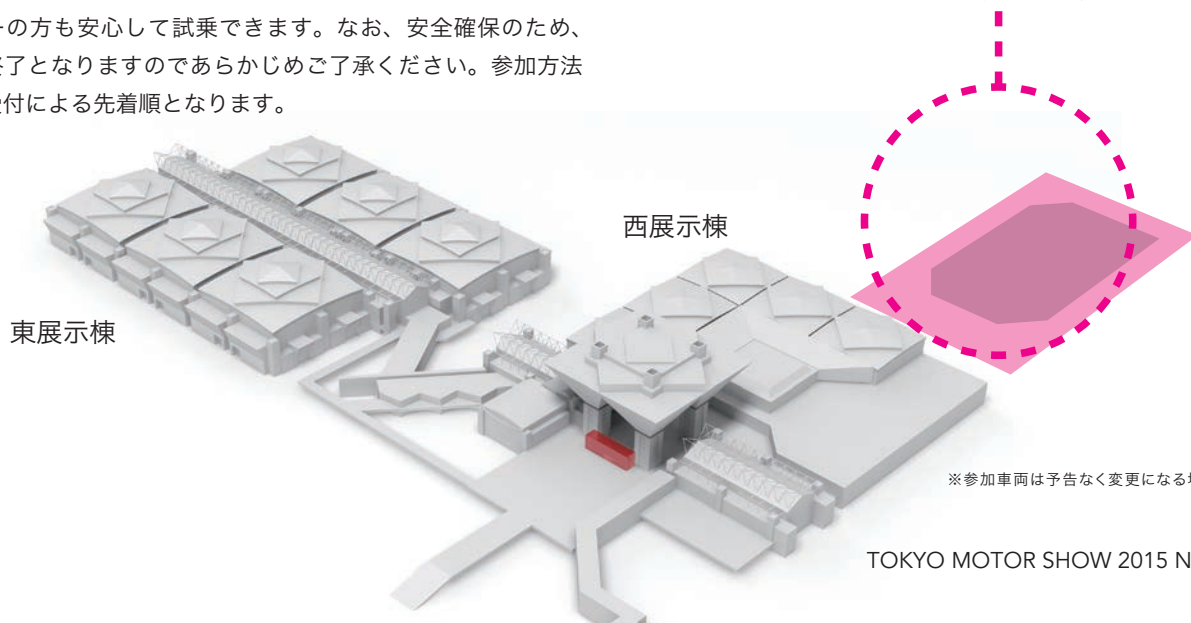 の方も安心して試乗できます。なお、安全確保のため、
終了となりますのであらかじめご了承ください。参加方法
受付による先着順となります。
西展示棟
東展示棟
※参加車両は予告なく変更になる
TOKYO MOTOR SHOW 2015 N